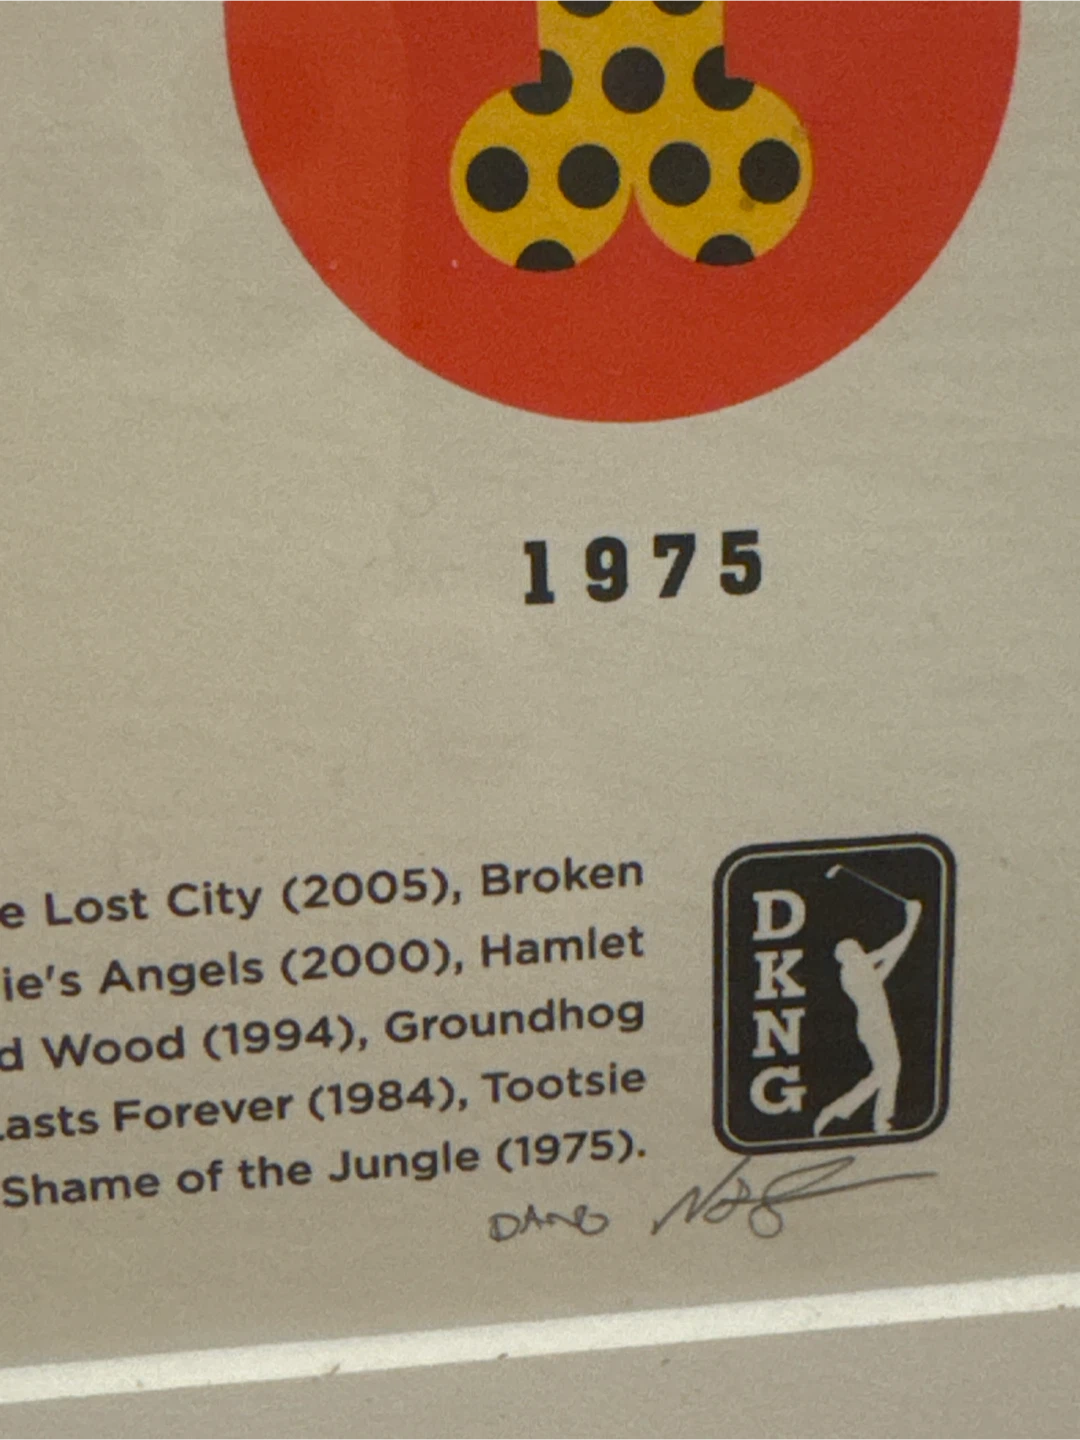 1975
e Lost City (2005), Broken
ie's Angels (2000), Hamlet
d Wood (1994), Groundhog
asts Forever (1984), Tootsie
Shame of the Jungle (1975).
D
K
N
G